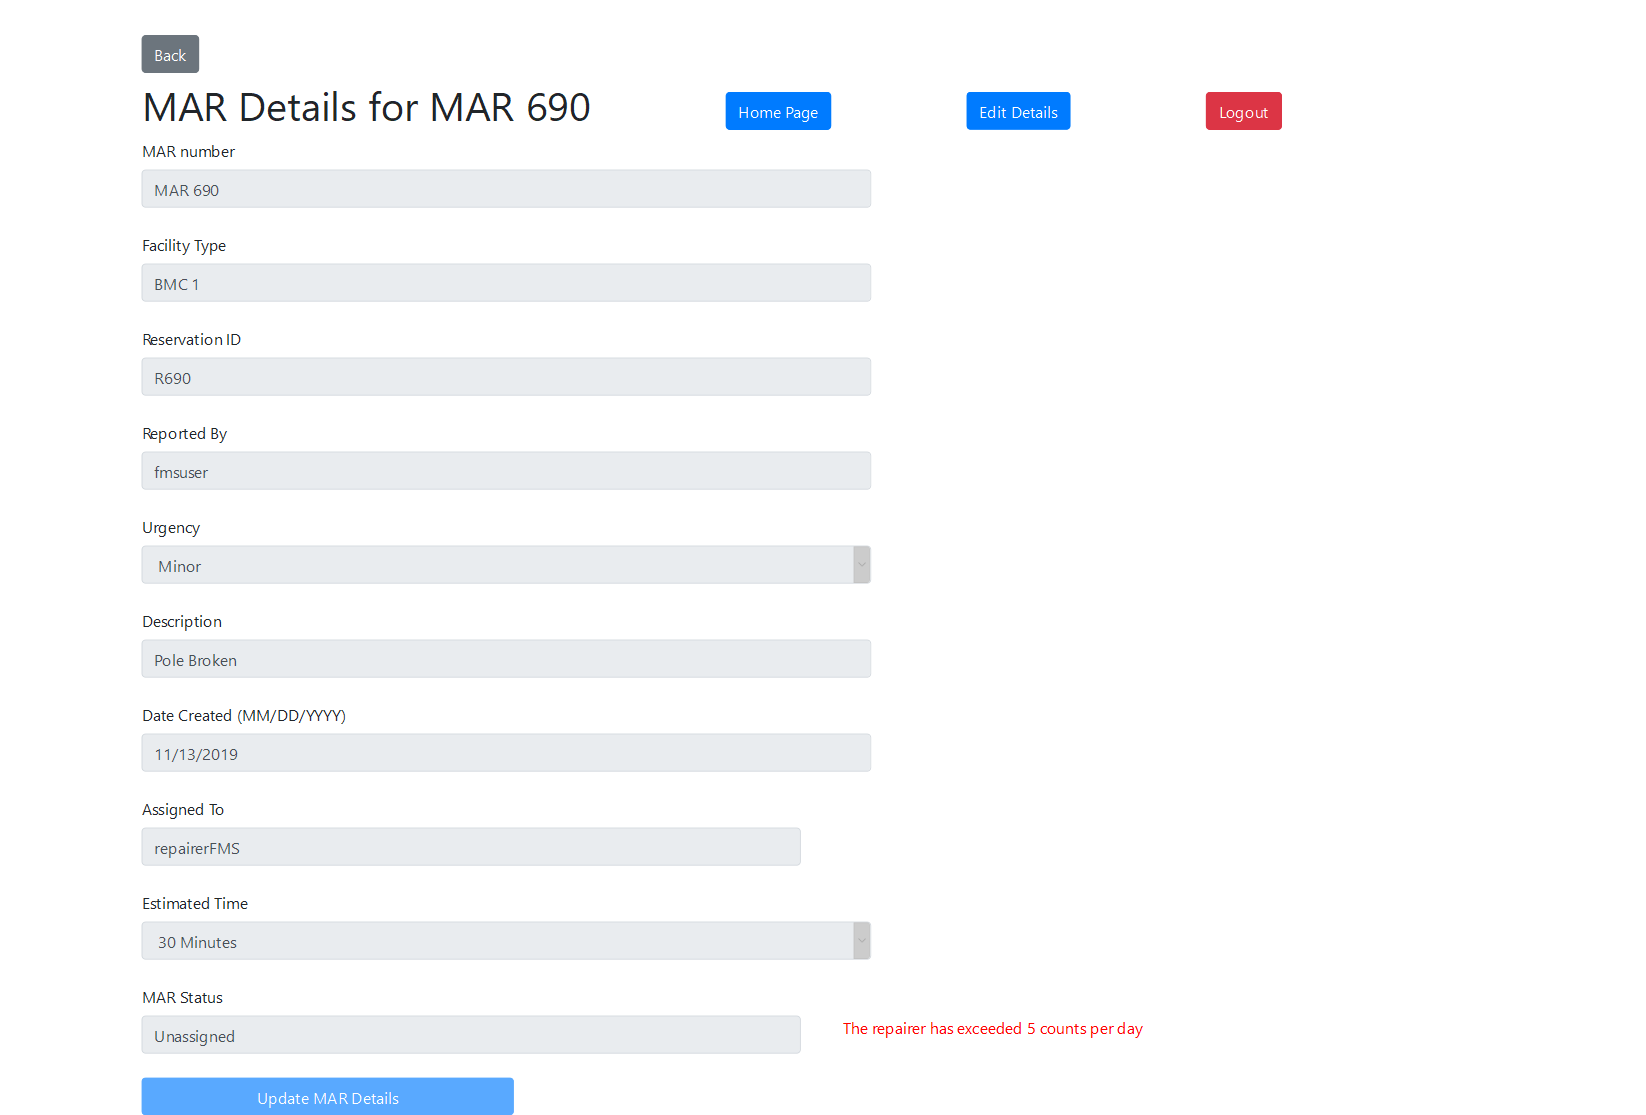 Back
MAR Details for MAR 690
Home Page
Edit Details
Logout
MAR number
MAR 690
Facility Type
BMC 1
Reservation ID
R690
Reported By
fmsuser
Urgency
Minor
Description
Pole Broken
Date Created (MM/DD/YYYY)
11/13/2019
Assigned To
repairerFMS
Estimated Time
30 Minutes
MAR Status
Unassigned
The repairer has exceeded 5 counts per day
Update MAR Details